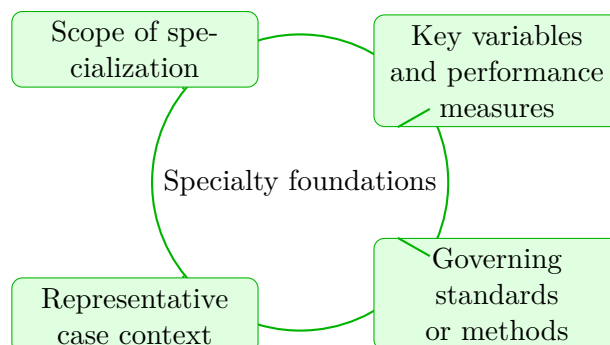 Scope of spe-
cialization
Key variables
and performance
measures
Specialty foundations
Representative
case context
Governing
standards
or methods